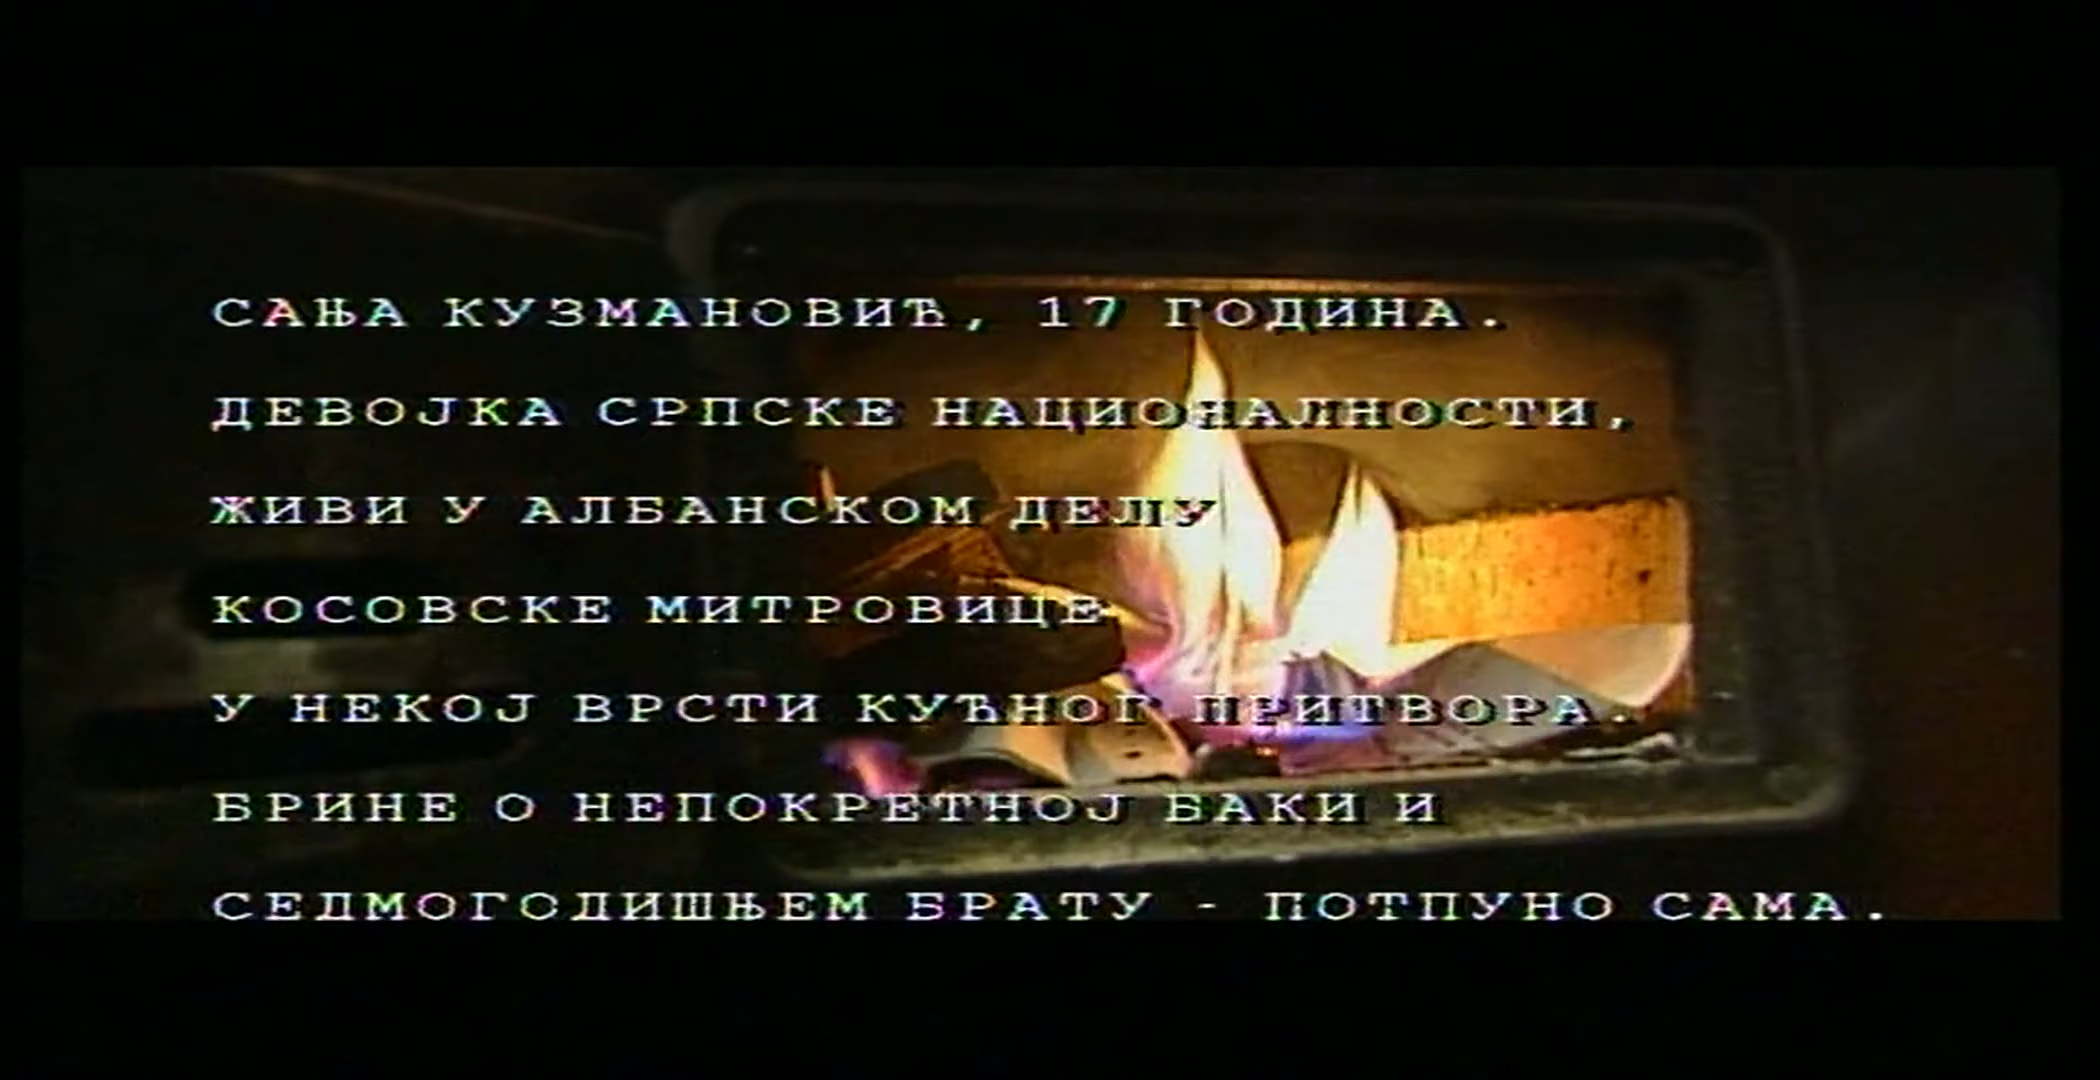 САЊА КУЗМАНОВИЋ, 17 ГОДИНА.
ДЕВОЈКА СРПСКЕ НАЦИОНАЛНОСТИ,
ЖИВИ У АЛБАНСКОМ ДЕЛУ
КОСОВСКЕ МИТРОВИЦЕ
У НЕКОЈ ВРСТИ КУЋНОГ ПРИТВОРА.
БРИНЕ О НЕПОКРЕТНОЈ БАКИ И
СЕДМОГОДИШЊЕМ БРАТУ - ПОТПУНО САМА.